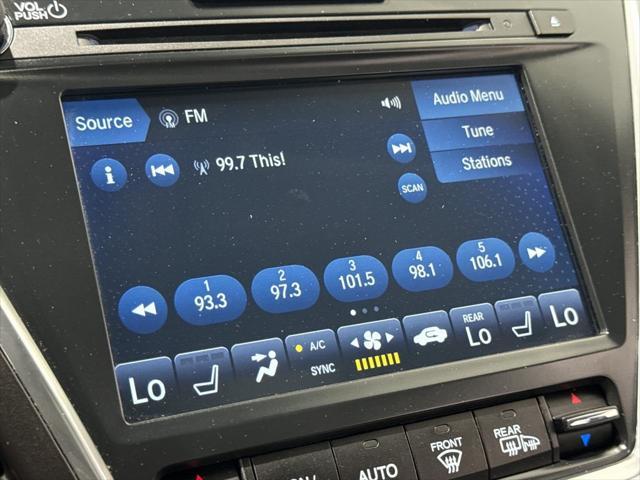 VOL
PUSH
Source
FM
Audio Menu
Tune
Stations
i
99.7 This!
SCAN
1
93.3
2
97.3
3
101.5
4
98.1
5
106.1
Lo
A/C
SYNC
REAR
Lo
Lo
AUTO
FRONT
REAR